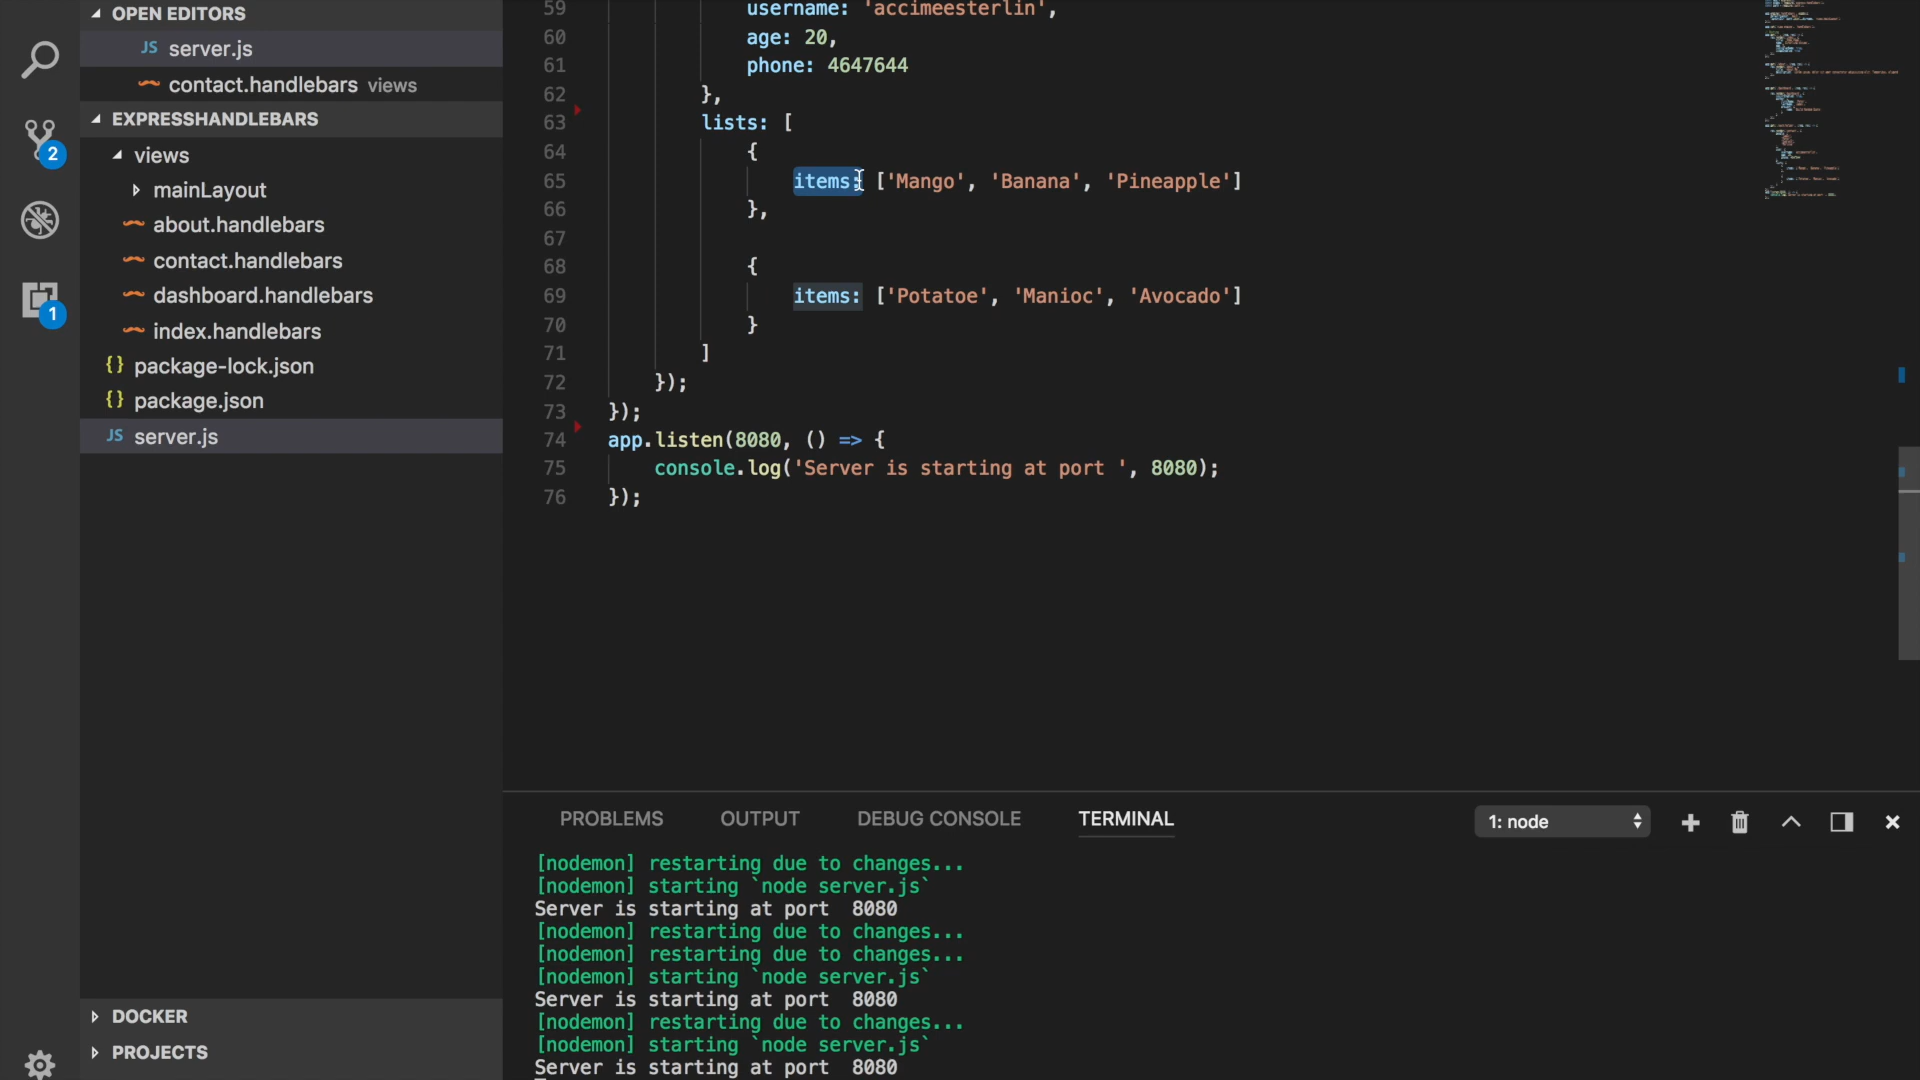 OPEN EDITORS
JS server.js
contact.handlebars views
EXPRESSHANDLEBARS
views
mainLayout
about.handlebars
contact.handlebars
dashboard.handlebars
index.handlebars
{} package-lock.json
{} package.json
JS server.js
DOCKER
PROJECTS
2
1
59 username: 'accimeesterlin',
60 age: 20,
61 phone: 4647644
62 },
63 lists: [
64 {
65 items: ['Mango', 'Banana', 'Pineapple']
66 },
67
68 {
69 items: ['Potatoe', 'Manioc', 'Avocado']
70 }
71 ]
72 });
73 });
74 app.listen(8080, () => {
75 console.log('Server is starting at port ', 8080);
76 });
PROBLEMS OUTPUT DEBUG CONSOLE TERMINAL 1: node
[nodemon] restarting due to changes...
[nodemon] starting `node server.js`
Server is starting at port  8080
[nodemon] restarting due to changes...
[nodemon] restarting due to changes...
[nodemon] starting `node server.js`
Server is starting at port  8080
[nodemon] restarting due to changes...
[nodemon] starting `node server.js`
Server is starting at port  8080